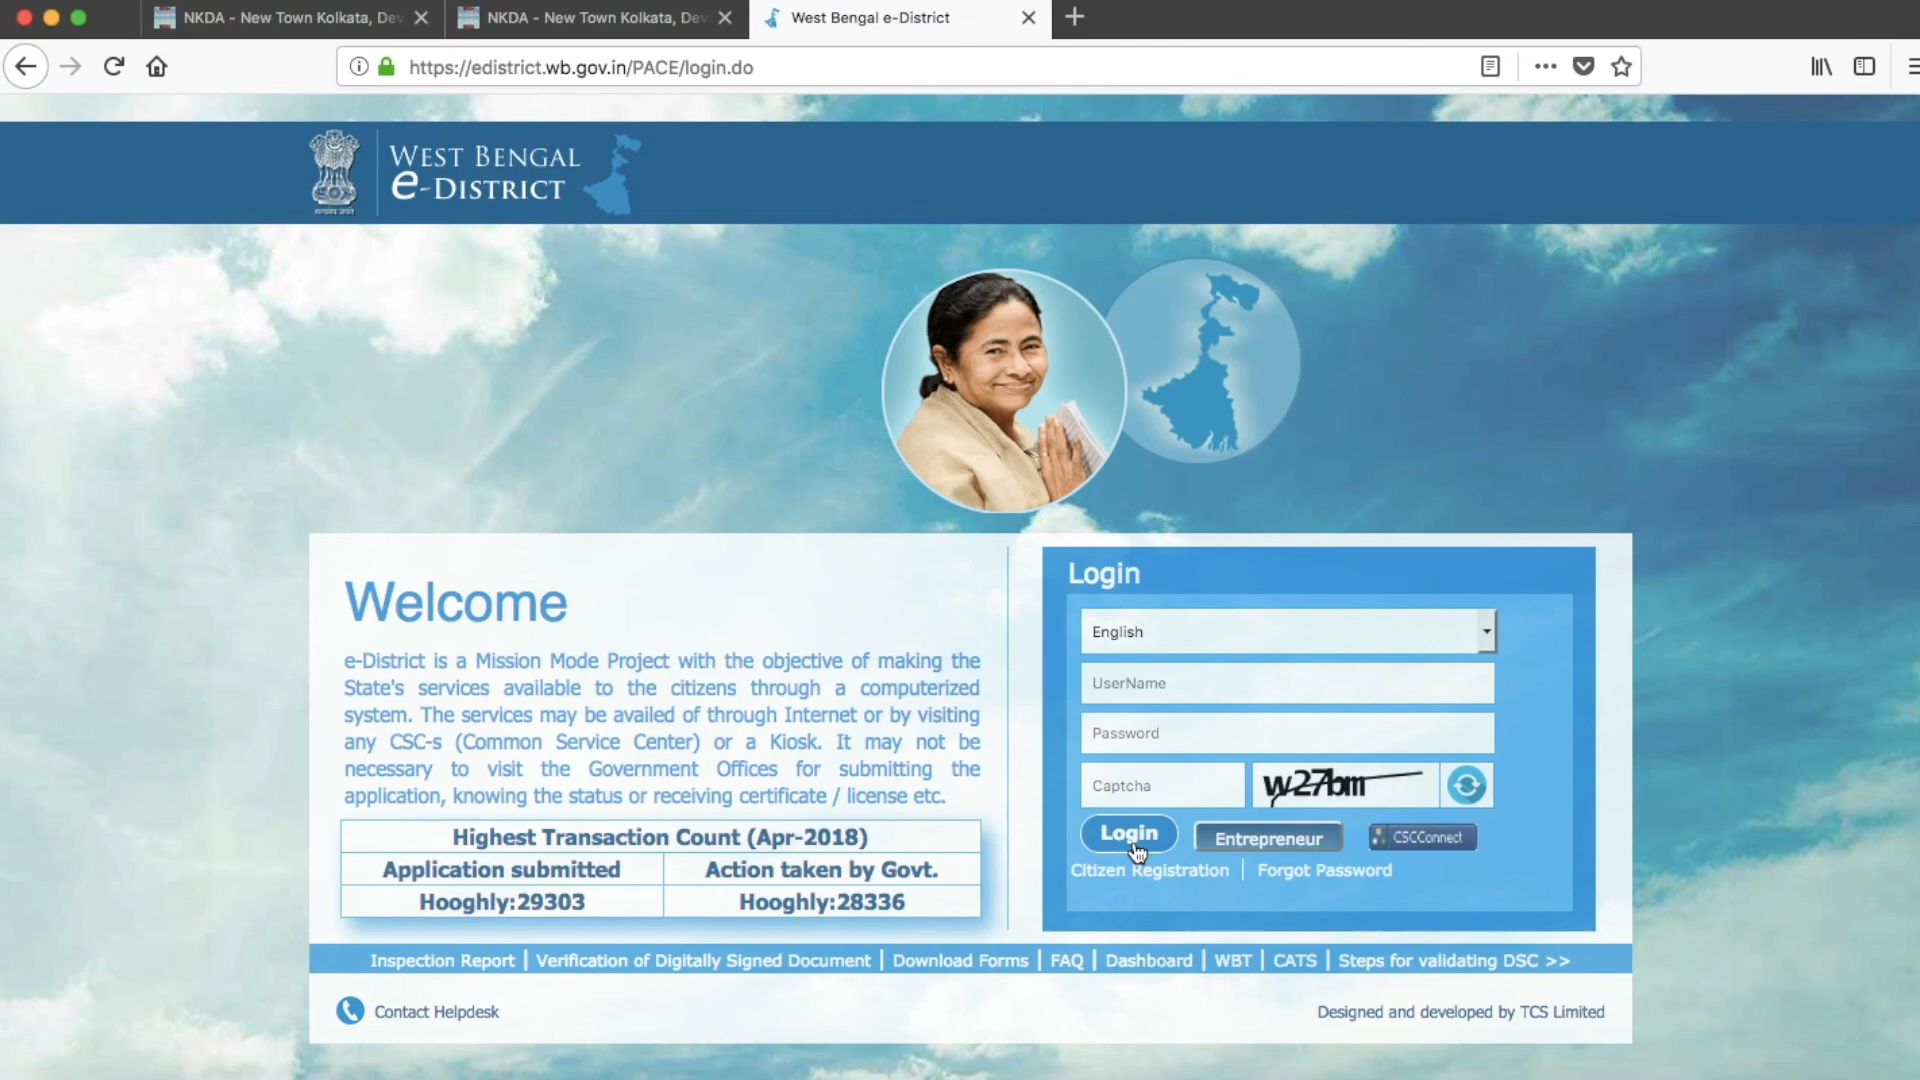 NKDA - New Town Kolkata, Dev
NKDA - New Town Kolkata, Dev
West Bengal e-District
https://edistrict.wb.gov.in/PACE/login.do
WEST BENGAL
e-DISTRICT
Welcome
e-District is a Mission Mode Project with the objective of making the
State's services available to the citizens through a computerized
system. The services may be availed of through Internet or by visiting
any CSC-s (Common Service Center) or a Kiosk. It may not be
necessary to visit the Government Offices for submitting the
application, knowing the status or receiving certificate / license etc.
Highest Transaction Count (Apr-2018)
Application submitted Action taken by Govt.
Hooghly:29303 Hooghly:28336
Login
English
UserName
Password
Captcha w27bm
Login Entrepreneur CSCConnect
Citizen Registration | Forgot Password
Inspection Report | Verification of Digitally Signed Document | Download Forms | FAQ | Dashboard | WBT | CATS | Steps for validating DSC >>
Contact Helpdesk Designed and developed by TCS Limited